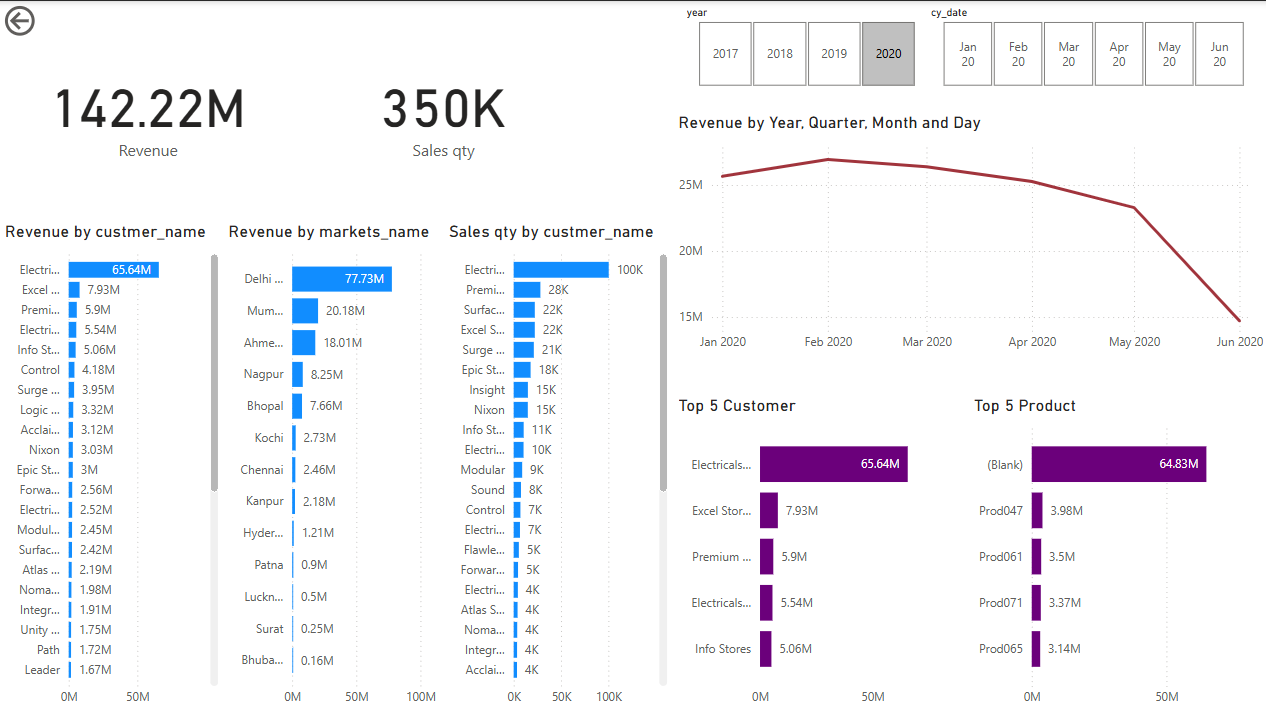 year
cy_date
2017
2018
2019
2020
Jan
20
Feb
20
Mar
20
Apr
20
May
20
Jun
20
142.22M
Revenue
350K
Sales qty
Revenue by Year, Quarter, Month and Day
25M
20M
15M
Jan 2020
Feb 2020
Mar 2020
Apr 2020
May 2020
Jun 2020
Revenue by custmer_name
Electri... 65.64M
Excel ... 7.93M
Premi... 5.9M
Electri... 5.54M
Info St... 5.06M
Control 4.18M
Surge ... 3.95M
Logic ... 3.32M
Acclai... 3.12M
Nixon 3.03M
Epic St... 3M
Forwa... 2.56M
Electri... 2.52M
Modul... 2.45M
Surfac... 2.42M
Atlas ... 2.19M
Noma... 1.98M
Integr... 1.91M
Unity ... 1.75M
Path 1.72M
Leader 1.67M
0M 50M
Revenue by markets_name
Delhi ... 77.73M
Mum... 20.18M
Ahme... 18.01M
Nagpur 8.25M
Bhopal 7.66M
Kochi 2.73M
Chennai 2.46M
Kanpur 2.18M
Hyder... 1.21M
Patna 0.9M
Luckn... 0.5M
Surat 0.25M
Bhuba... 0.16M
0M 50M 100M
Sales qty by custmer_name
Electri... 100K
Premi... 28K
Surfac... 22K
Excel S... 22K
Surge ... 21K
Epic St... 18K
Insight 15K
Nixon 15K
Info St... 11K
Electri... 10K
Modular 9K
Sound 8K
Control 7K
Electri... 7K
Flawle... 5K
Forwar... 5K
Electri... 4K
Atlas S... 4K
Noma... 4K
Integr... 4K
Acclai... 4K
0K 50K 100K
Top 5 Customer
Electricals... 65.64M
Excel Stor... 7.93M
Premium ... 5.9M
Electricals... 5.54M
Info Stores 5.06M
0M 50M
Top 5 Product
(Blank) 64.83M
Prod047 3.98M
Prod061 3.5M
Prod071 3.37M
Prod065 3.14M
0M 50M